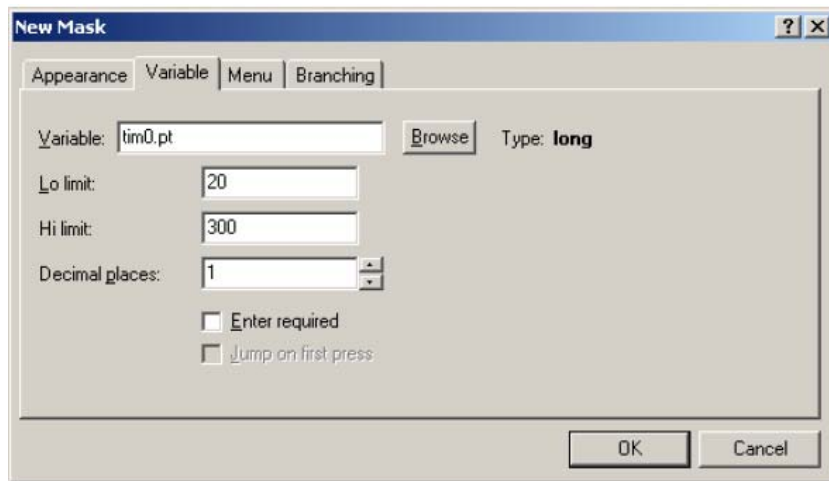 New Mask
Appearance Variable Menu Branching
Variable: tim0.pt Browse Type: long
Lo limit: 20
Hi limit: 300
Decimal places: 1
Enter required
Jump on first press
OK Cancel